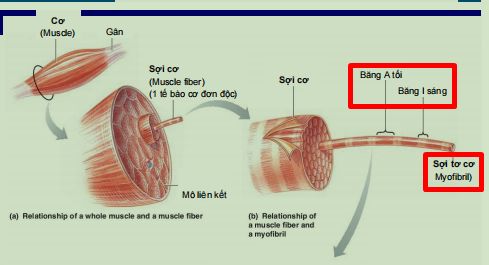 Cơ
(Muscle)
Gân
Sợi cơ
(Muscle fiber)
(1 tế bào cơ đơn độc)
Mô liên kết
(a) Relationship of a whole muscle and a muscle fiber
Sợi cơ
Băng A tối
Băng I sáng
Sợi tơ cơ
Myofibril)
(b) Relationship of
a muscle fiber and
a myofibril